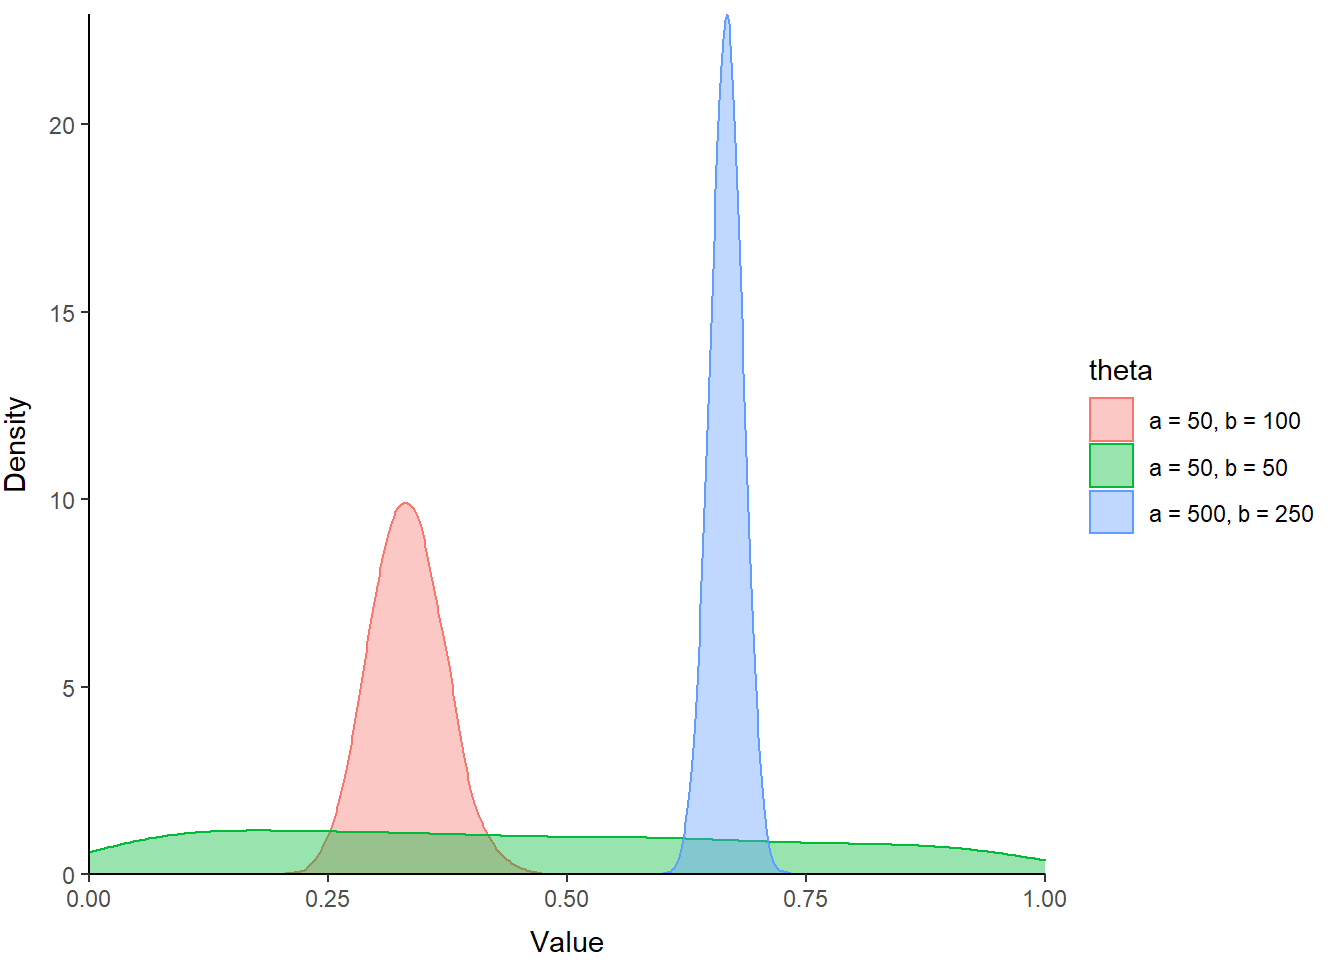 20
15
10
5
0
Density
0.00 0.25 0.50 0.75 1.00
Value
theta
a = 50, b = 100
a = 50, b = 50
a = 500, b = 250